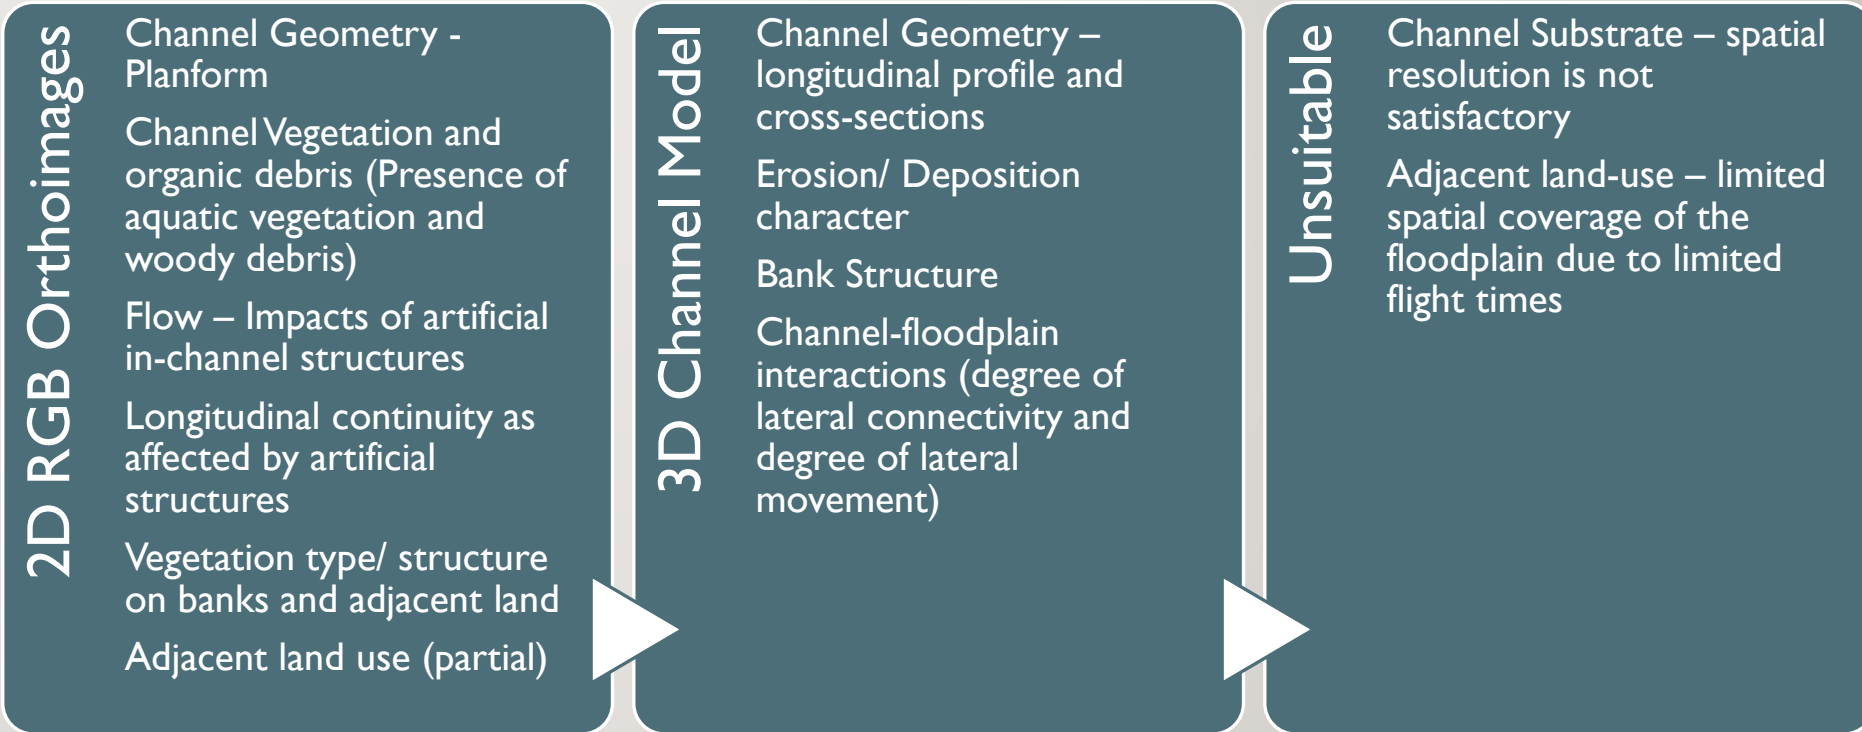 2D RGB Orthoimages
Channel Geometry -
Planform
Channel Vegetation and
organic debris (Presence of
aquatic vegetation and
woody debris)
Flow – Impacts of artificial
in-channel structures
Longitudinal continuity as
affected by artificial
structures
Vegetation type/ structure
on banks and adjacent land
Adjacent land use (partial)
3D Channel Model
Channel Geometry –
longitudinal profile and
cross-sections
Erosion/ Deposition
character
Bank Structure
Channel-floodplain
interactions (degree of
lateral connectivity and
degree of lateral
movement)
Unsuitable
Channel Substrate – spatial
resolution is not
satisfactory
Adjacent land-use – limited
spatial coverage of the
floodplain due to limited
flight times